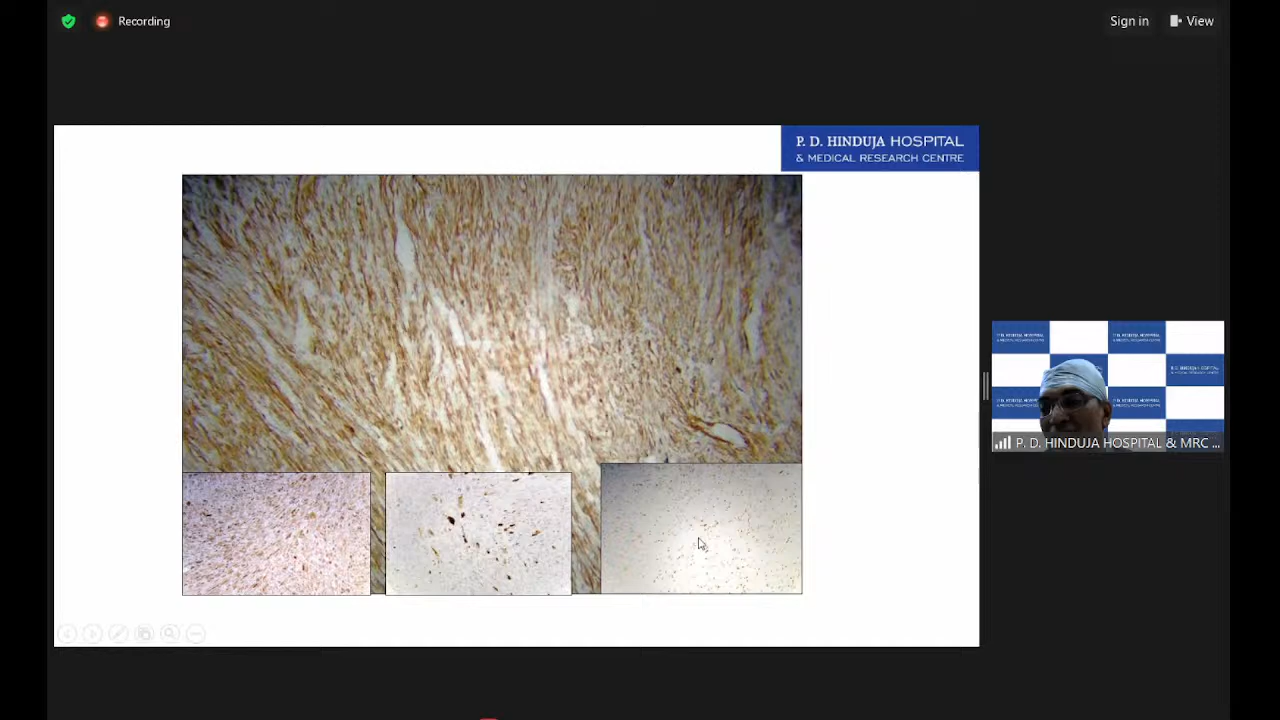 Recording
Sign in
View
P. D. HINDUJA HOSPITAL
& MEDICAL RESEARCH CENTRE
P. D. HINDUJA HOSPITAL & MRC ...